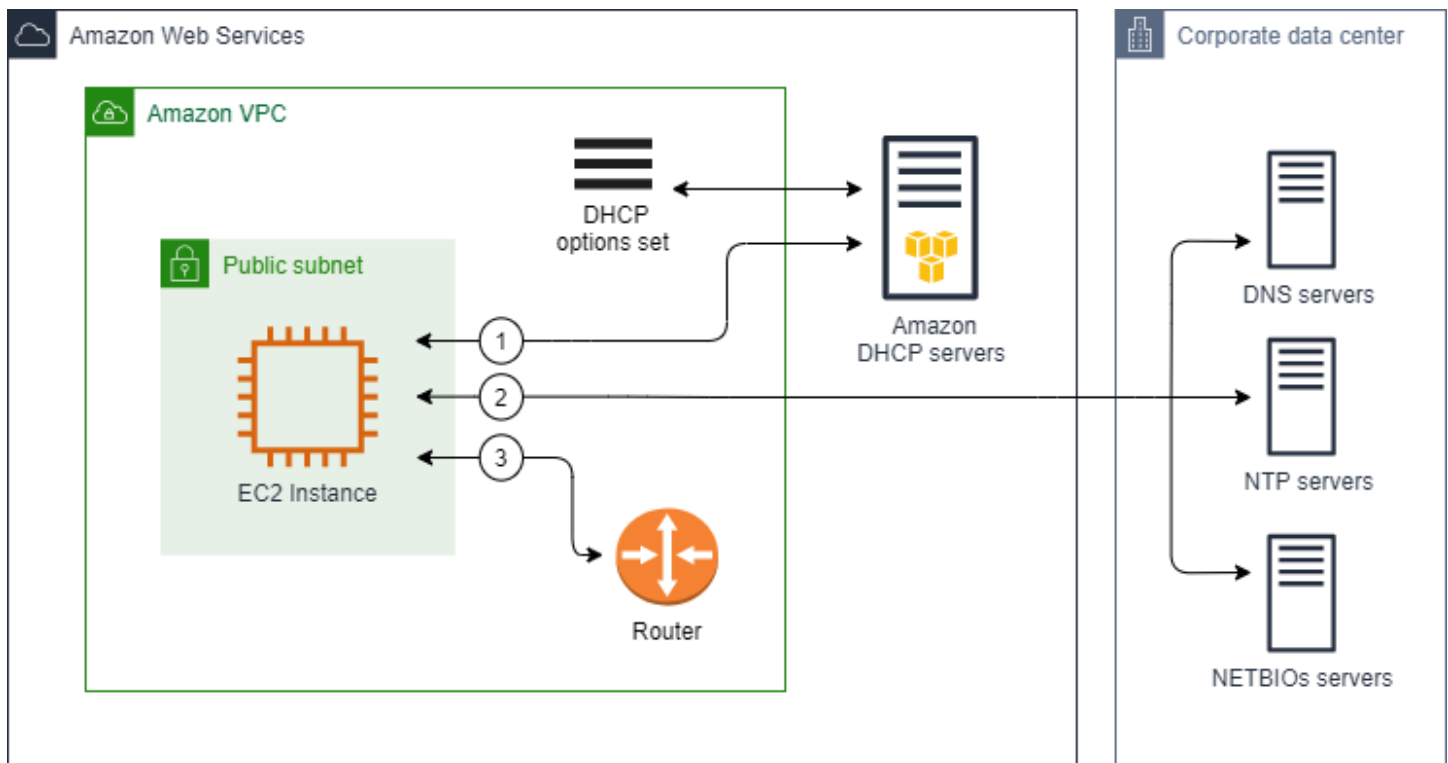 Amazon Web Services
Corporate data center
Amazon VPC
DHCP
options set
Public subnet
DNS servers
Amazon
DHCP servers
1
2
3
NTP servers
EC2 Instance
Router
NETBIOs servers